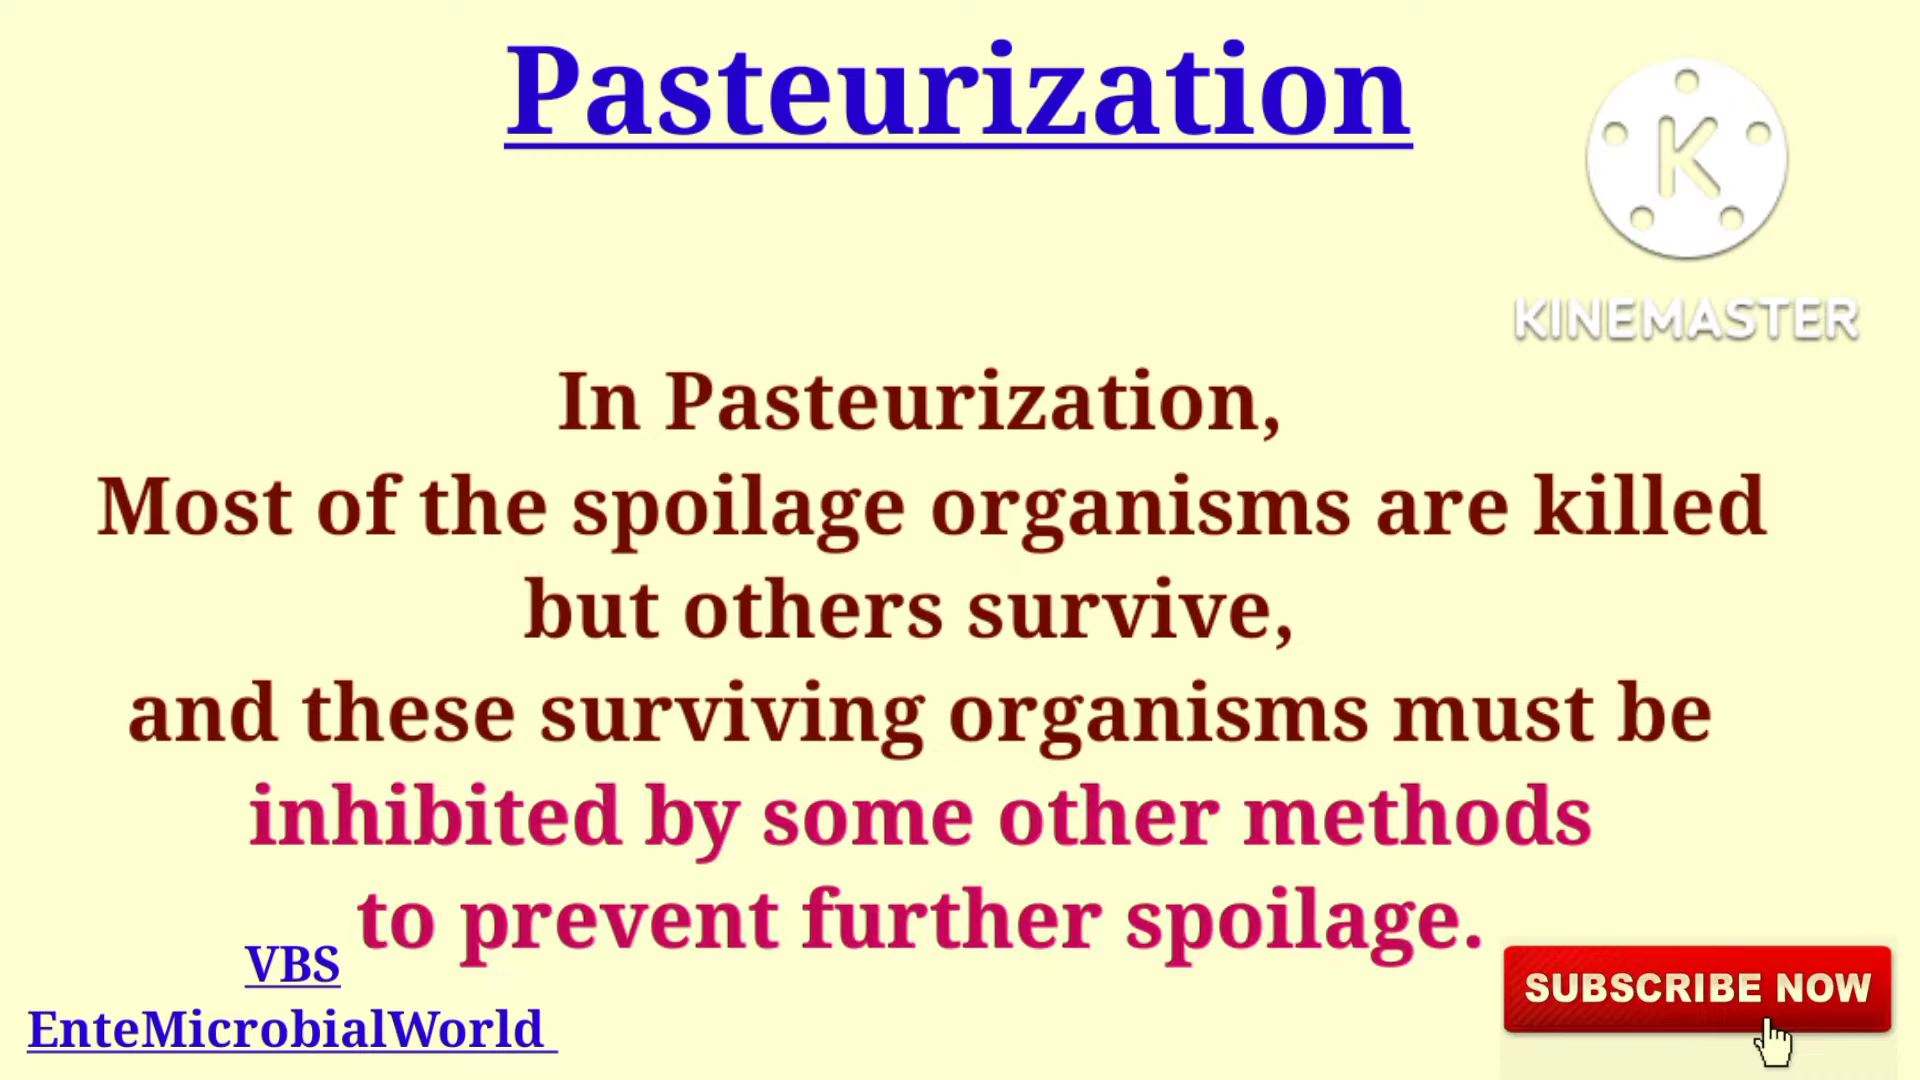 Pasteurization
K
KINEMASTER
In Pasteurization,
Most of the spoilage organisms are killed
but others survive,
and these surviving organisms must be
inhibited by some other methods
to prevent further spoilage.
VBS
EnteMicrobialWorld
SUBSCRIBE NOW